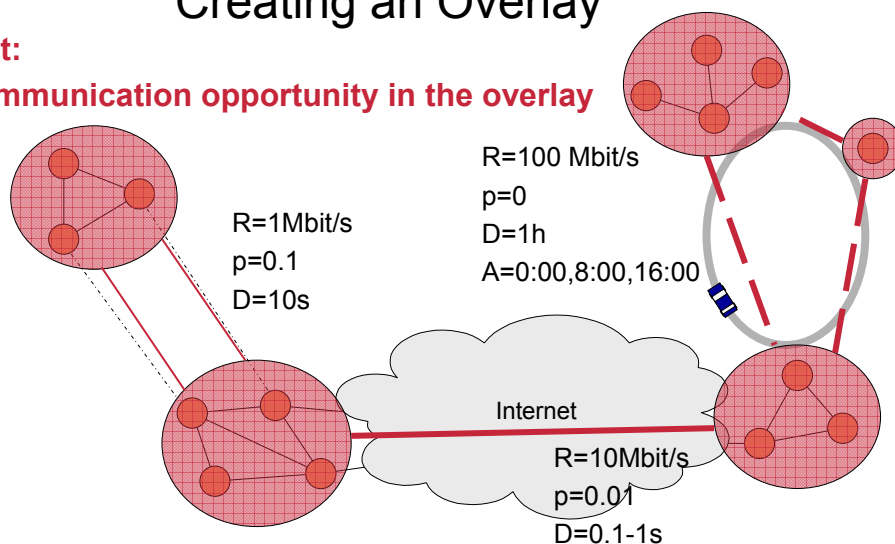 Creating an Overlay
t:
mmunication opportunity in the overlay
R=100 Mbit/s
p=0
D=1h
A=0:00,8:00,16:00
R=1Mbit/s
p=0.1
D=10s
Internet
R=10Mbit/s
p=0.01
D=0.1-1s